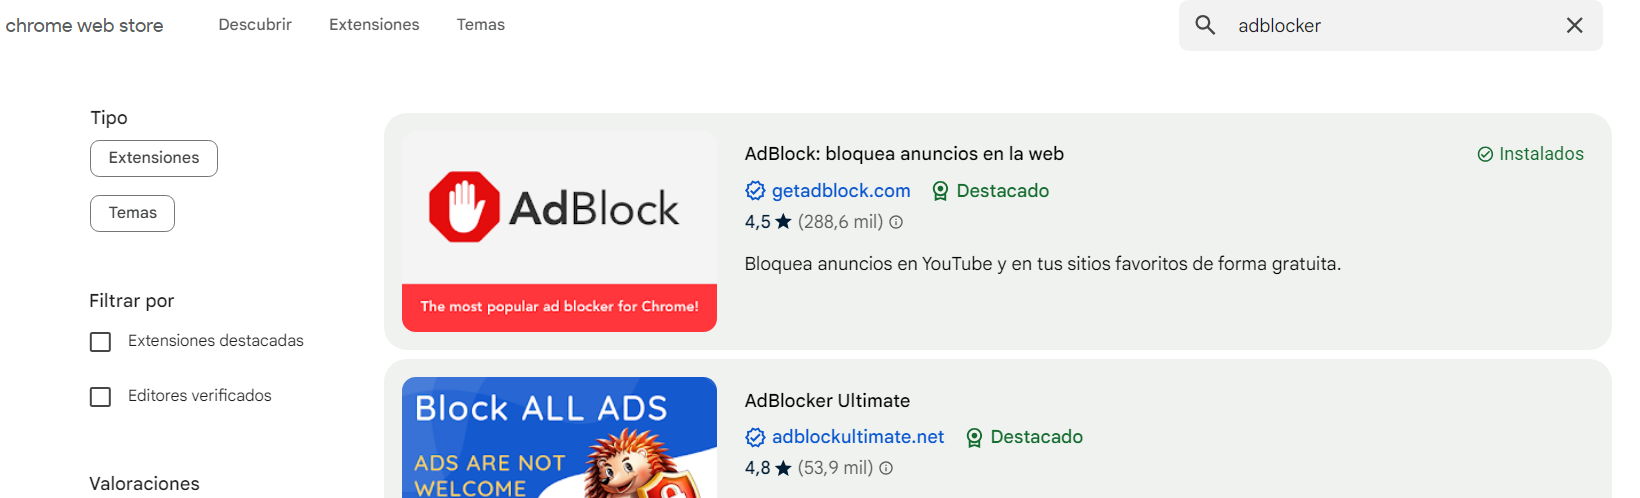 chrome web store
Descubrir
Extensiones
Temas
adblocker
Tipo
Extensiones
Temas
Filtrar por
Extensiones destacadas
Editores verificados
Valoraciones
AdBlock
The most popular ad blocker for Chrome!
AdBlock: bloquea anuncios en la web
Instalados
getadblock.com
Destacado
4,5 ★ (288,6 mil)
Bloquea anuncios en YouTube y en tus sitios favoritos de forma gratuita.
Block ALL ADS
ADS ARE NOT
WELCOME
AdBlocker Ultimate
adblockultimate.net
Destacado
4,8 ★ (53,9 mil)